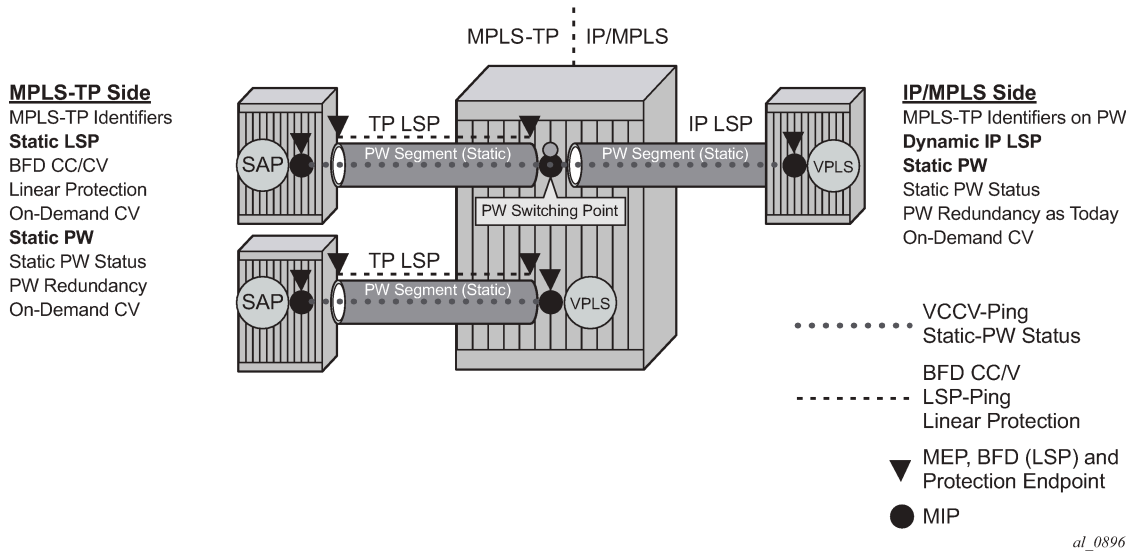 MPLS-TP
IP/MPLS
MPLS-TP Side
MPLS-TP Identifiers
Static LSP
BFD CC/CV
Linear Protection
On-Demand CV
Static PW
Static PW Status
PW Redundancy
On-Demand CV
SAP
TP LSP
PW Segment (Static)
PW Switching Point
IP LSP
PW Segment (Static)
VPLS
SAP
TP LSP
PW Segment (Static)
VPLS
IP/MPLS Side
MPLS-TP Identifiers on PW
Dynamic IP LSP
Static PW
Static PW Status
PW Redundancy as Today
On-Demand CV
VCCV-Ping
Static-PW Status
BFD CC/V
LSP-Ping
Linear Protection
MEP, BFD (LSP) and
Protection Endpoint
MIP
al_0896